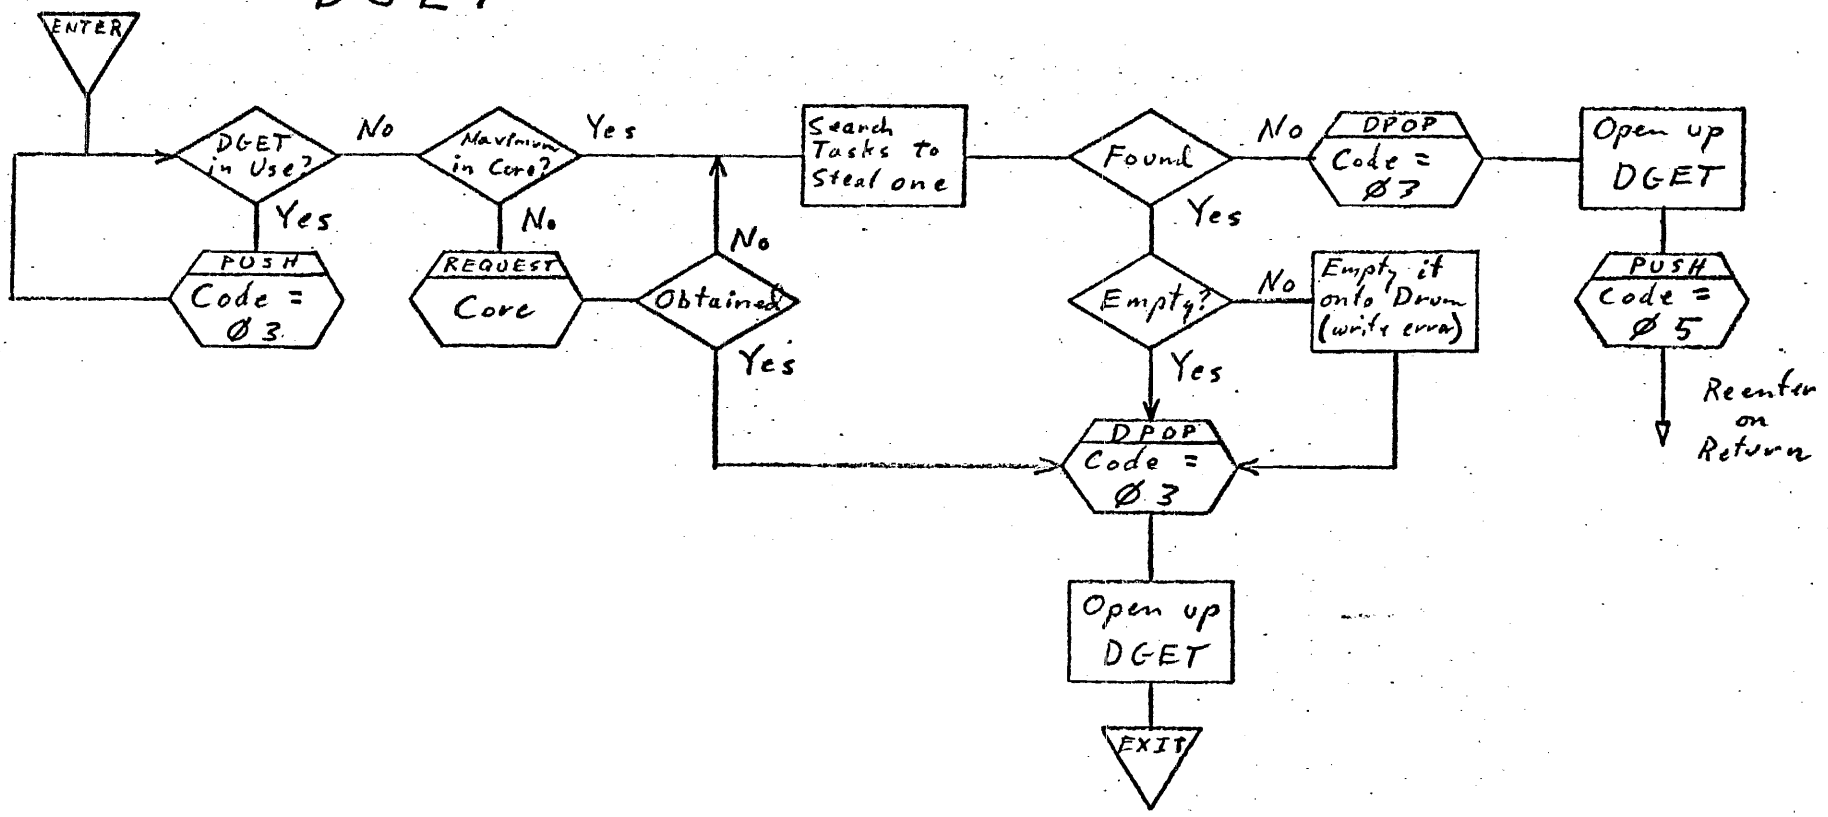 DGET
ENTER
DGET
in Use?
No
Yes
PUSH
Code =
Ø3
Maximum
in Core?
Yes
No
REQUEST
Core
Obtained
No
Yes
Search
Tasks to
Steal one
Found
No
Yes
DPOP
Code =
Ø3
Open up
DGET
PUSH
Code =
Ø5
Reenter
on
Return
Empty?
No
Yes
Empty it
onto Drum
(write error)
DPOP
Code =
Ø3
Open up
DGET
EXIT